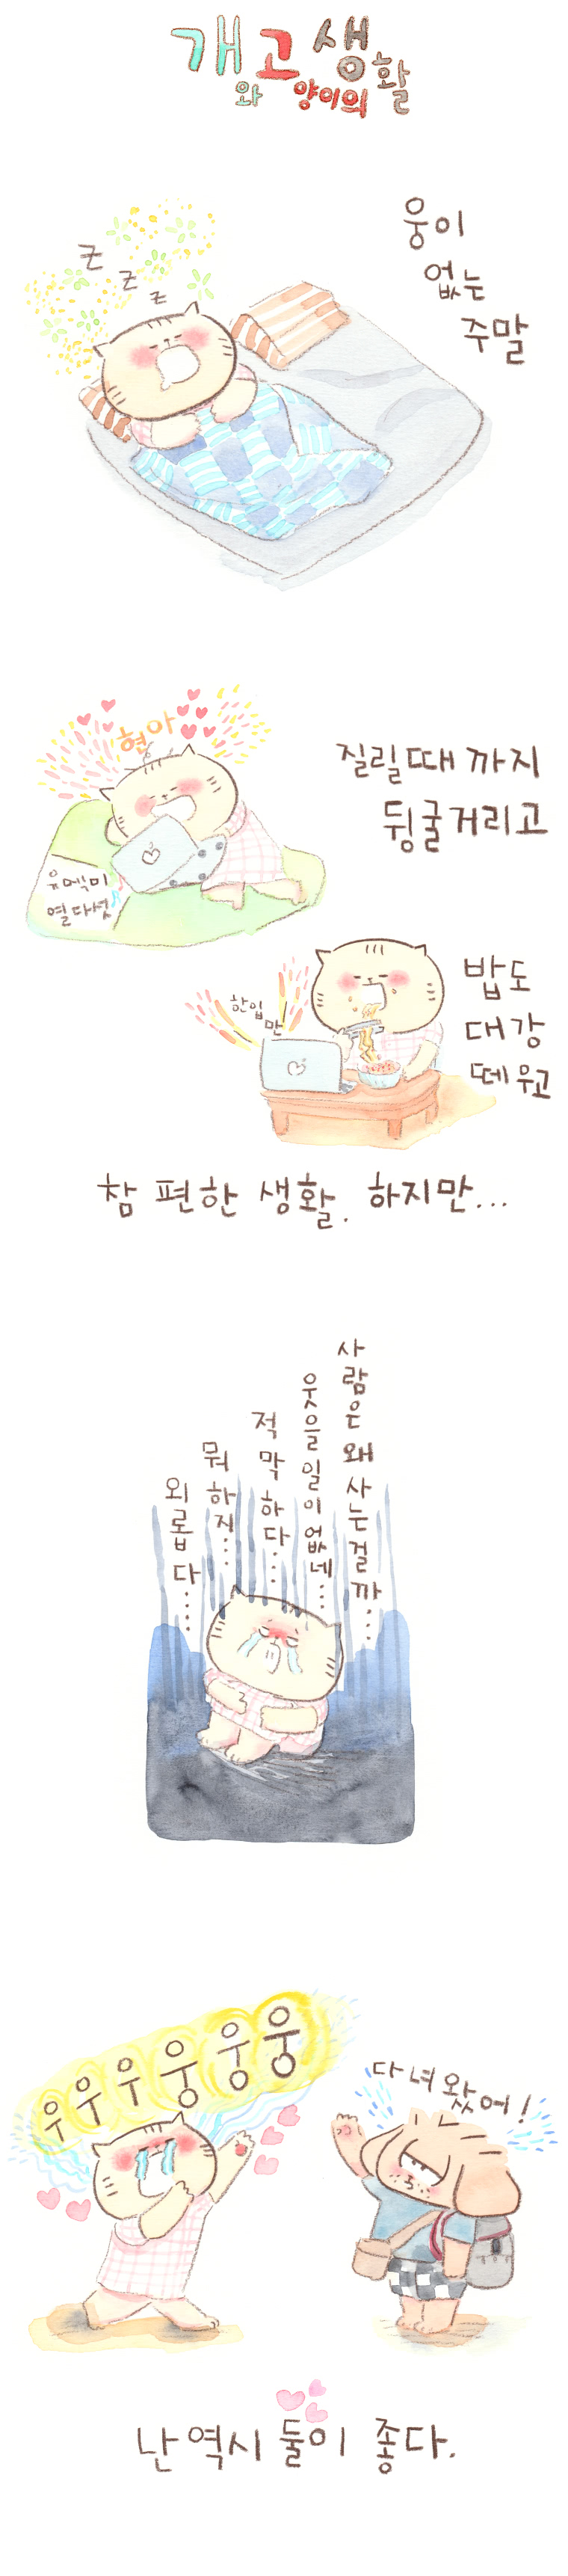 개와 고양이의 생활
웅이
없는
주말
z
z
z
현아
유메믹미
열다섯
질릴때 까지
뒹굴거리고
한입
만
밥도
대강
떼우고
참 편한 생활. 하지만...
사람은 왜 사는걸까...
웃을일이없네...
적막하다...
뭐하지...
외롭다...
우우우웅웅웅
다녀왔어!
난 역시 둘이 좋다.